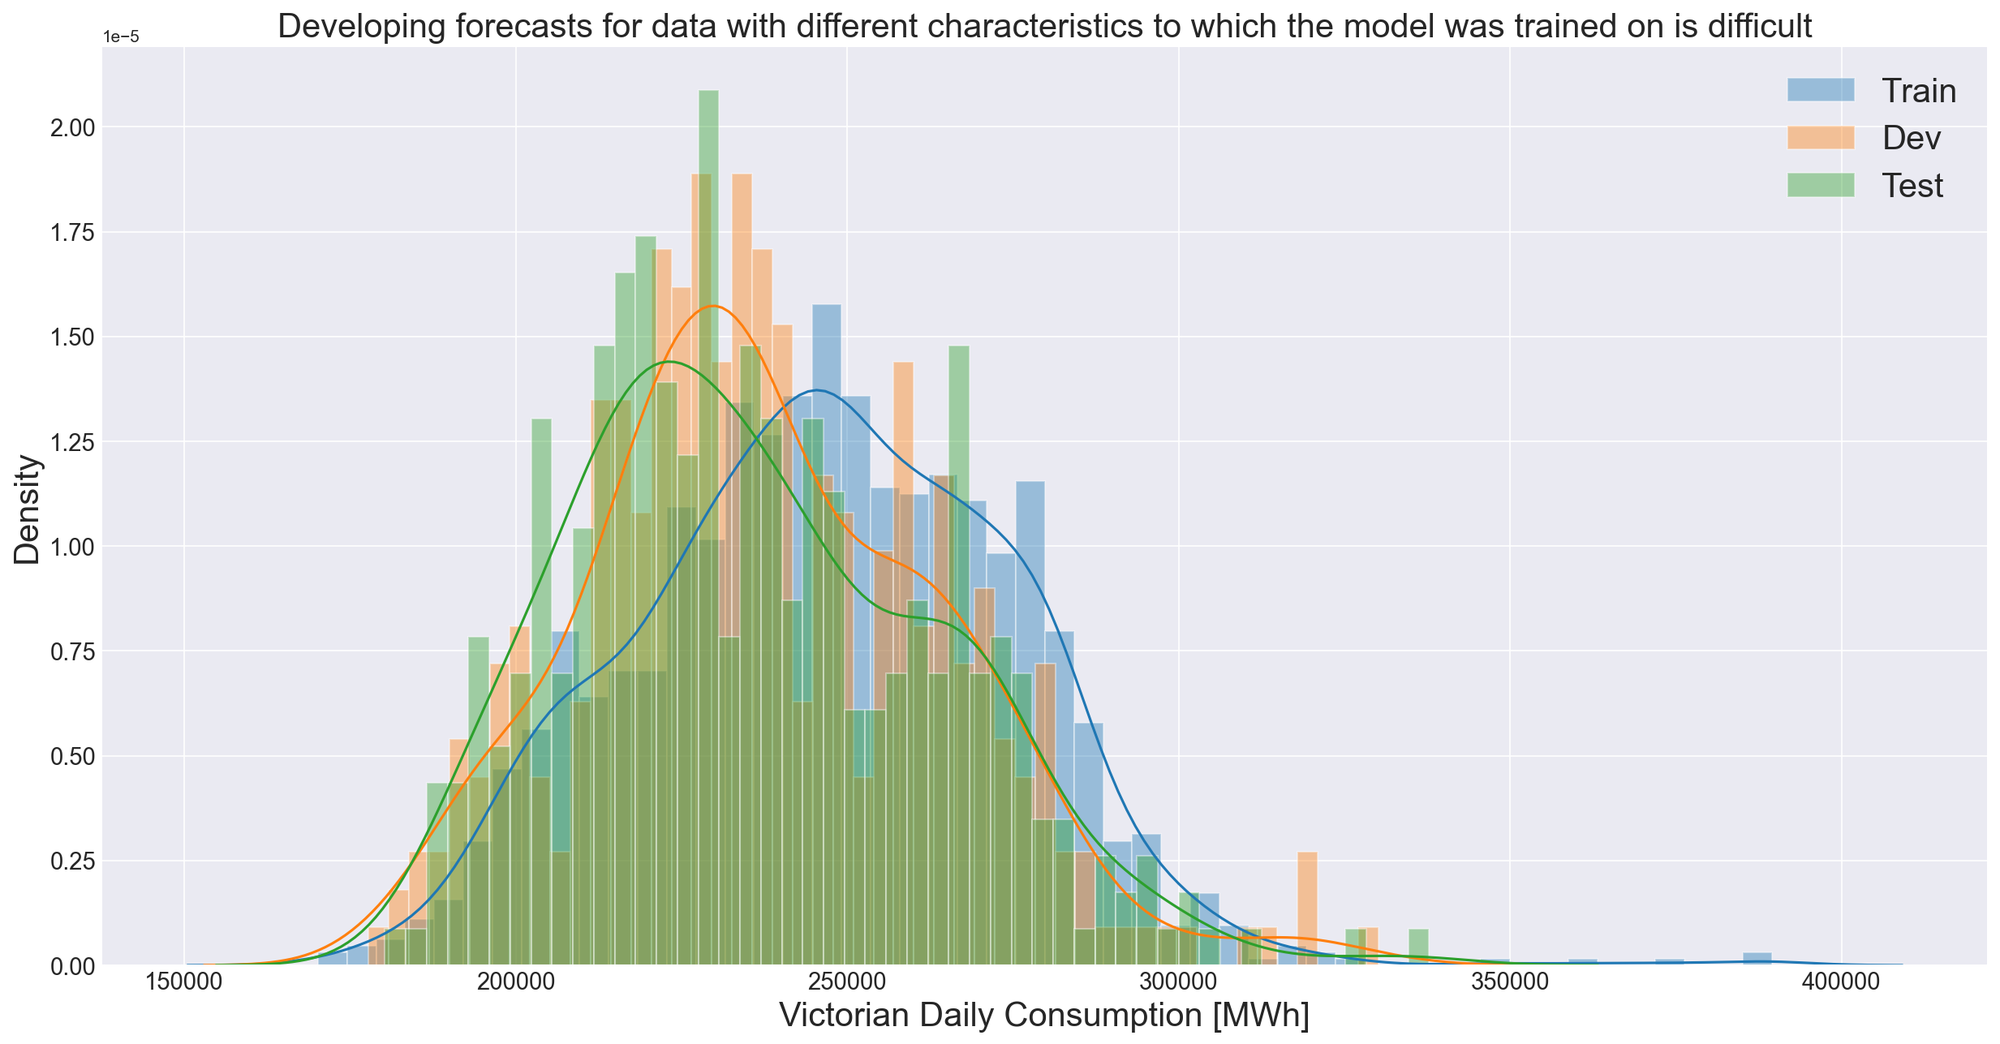 Developing forecasts for data with different characteristics to which the model was trained on is difficult
1e−5
Train
Dev
Test
2.00
1.75
1.50
1.25
1.00
0.75
0.50
0.25
0.00
Density
150000 200000 250000 300000 350000 400000
Victorian Daily Consumption [MWh]